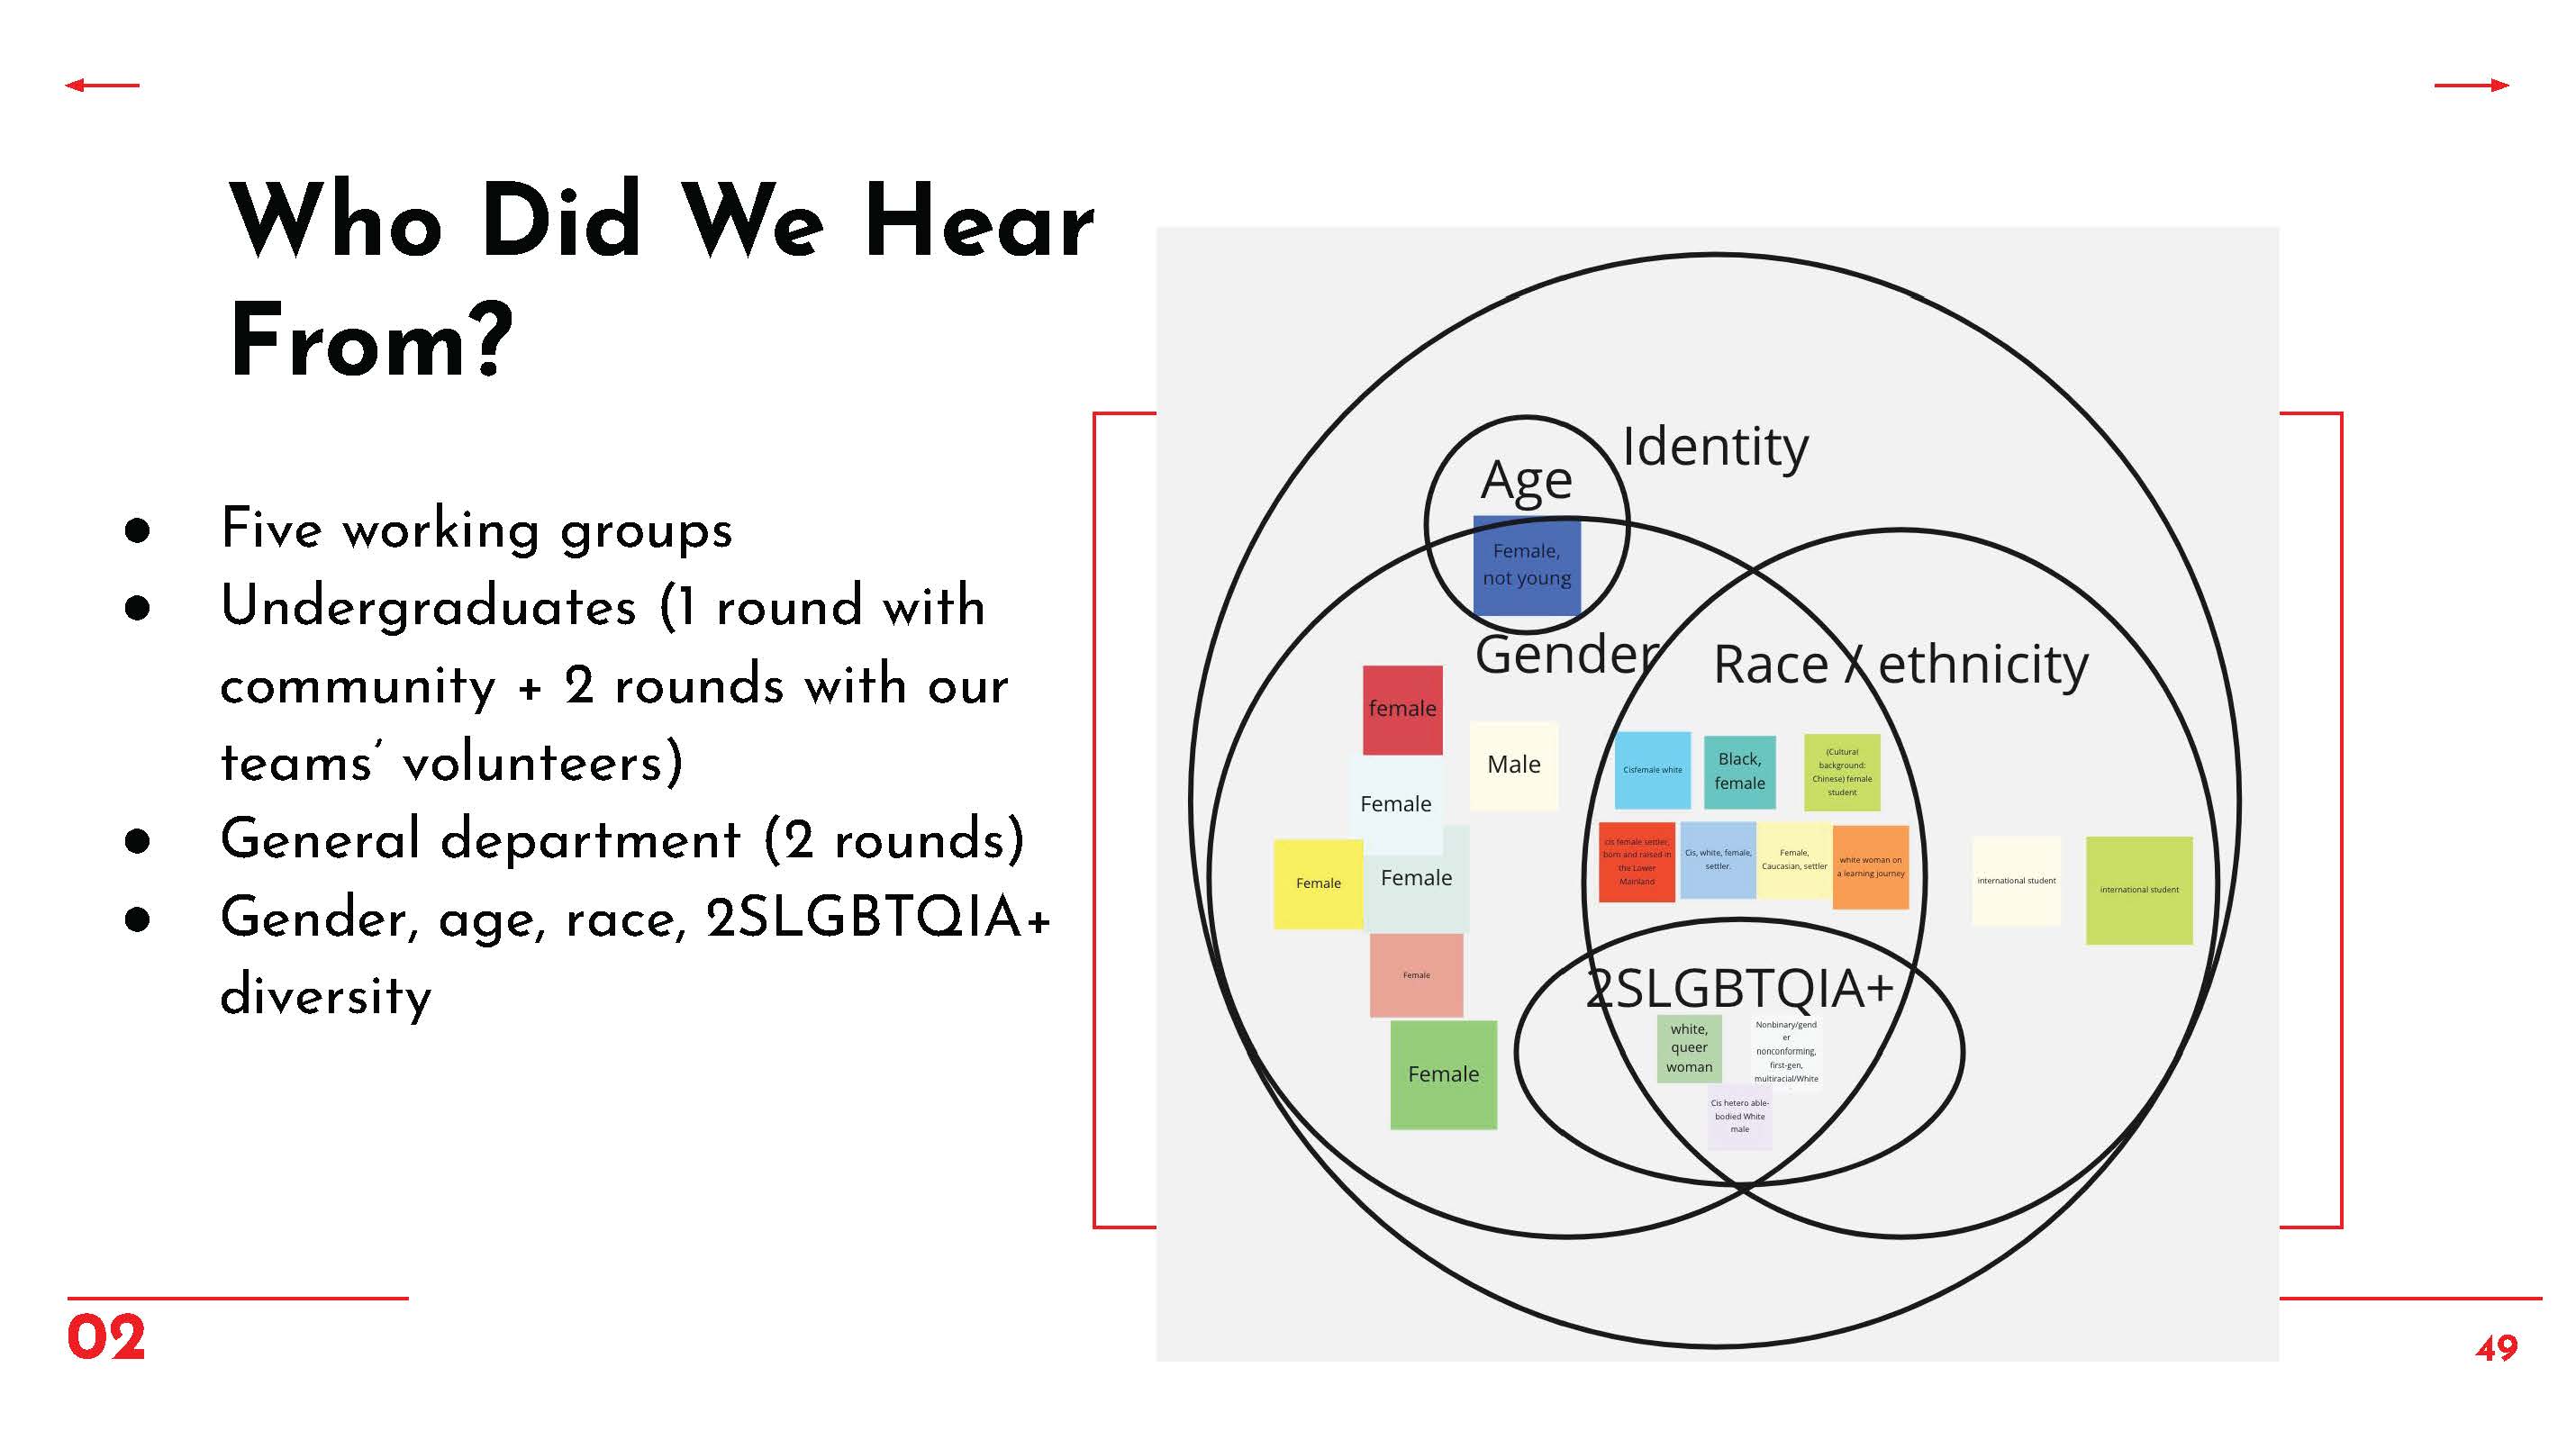 Who Did We Hear
From?
● Five working groups
● Undergraduates (1 round with
community + 2 rounds with our
teams’ volunteers)
● General department (2 rounds)
● Gender, age, race, 2SLGBTQIA+
diversity
Identity
Age
Female,
not young
Gender
Race / ethnicity
female
Male
Female
Female
Female
Female
Female
Cisfemale white
Black,
female
(Cultural
background:
Chinese) female
student
cis female settler,
born and raised in
the Lower
Mainland
Cis, white, female,
settler.
Female,
Caucasian, settler
white woman on
a learning journey
international student
international student
2SLGBTQIA+
white,
queer
woman
Nonbinary/gend
er
nonconforming,
first-gen,
multiracial/White
Cis hetero able-
bodied White
male
02
49